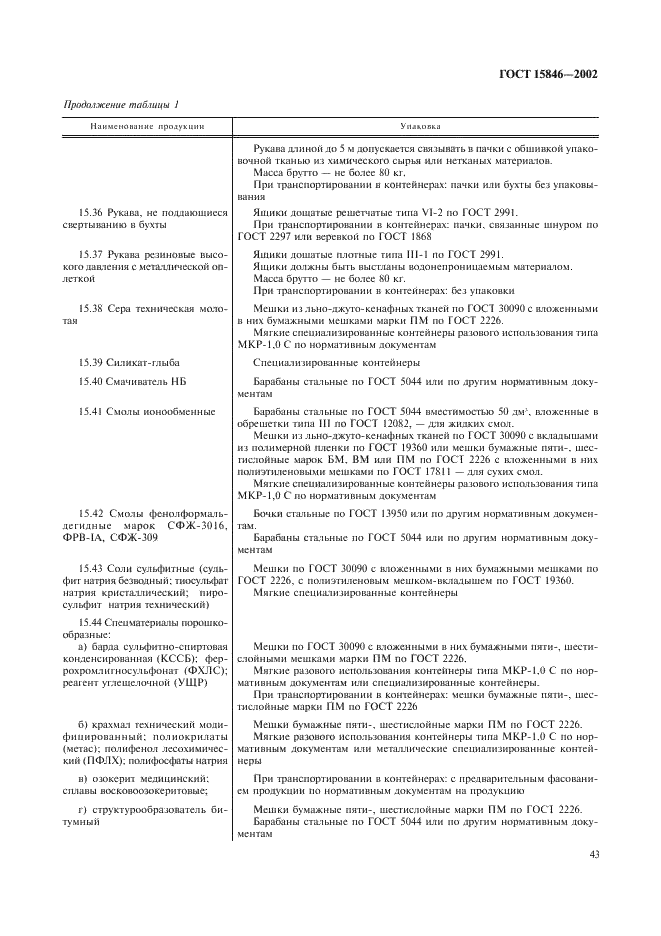 ГОСТ 15846—2002
Продолжение таблицы 1
Наименование продукции
Упаковка
Рукава длиной до 5 м допускается связывать в пачки с обшивкой упако-
вочной тканью из химического сырья или нетканых материалов.
Масса брутто — не более 80 кг.
При транспортировании в контейнерах: пачки или бухты без упаковы-
вания
15.36 Рукава, не поддающиеся
свертыванию в бухты
Ящики дощатые решетчатые типа VI-2 по ГОСТ 2991.
При транспортировании в контейнерах: пачки, связанные шнуром по
ГОСТ 2297 или веревкой по ГОСТ 1868
15.37 Рукава резиновые высо-
кого давления с металлической оп-
леткой
Ящики дощатые плотные типа III-1 по ГОСТ 2991.
Ящики должны быть выстланы водонепроницаемым материалом.
Масса брутто — не более 80 кг.
При транспортировании в контейнерах: без упаковки
15.38 Сера техническая моло-
тая
Мешки из льно-джуто-кенафных тканей по ГОСТ 30090 с вложенными
в них бумажными мешками марки ПМ по ГОСТ 2226.
Мягкие специализированные контейнеры разового использования типа
МКР-1,0 С по нормативным документам
15.39 Силикат-глыба
Специализированные контейнеры
15.40 Смачиватель НБ
Барабаны стальные по ГОСТ 5044 или по другим нормативным доку-
ментам
15.41 Смолы ионообменные
Барабаны стальные по ГОСТ 5044 вместимостью 50 дм³, вложенные в
обрешетки типа III по ГОСТ 12082, — для жидких смол.
Мешки из льно-джуто-кенафных тканей по ГОСТ 30090 с вкладышами
из полимерной пленки по ГОСТ 19360 или мешки бумажные пяти-, шес-
тислойные марок БМ, ВМ или ПМ по ГОСТ 2226 с вложенными в них
полиэтиленовыми мешками по ГОСТ 17811 — для сухих смол.
Мягкие специализированные контейнеры разового использования типа
МКР-1,0 С по нормативным документам
15.42 Смолы фенолформаль-
дегидные марок СФЖ-3016,
ФРВ-IA, СФЖ-309
Бочки стальные по ГОСТ 13950 или по другим нормативным докумен-
там.
Барабаны стальные по ГОСТ 5044 или по другим нормативным доку-
ментам
15.43 Соли сульфитные (суль-
фит натрия безводный; тиосульфат
натрия кристаллический; пиро-
сульфит натрия технический)
Мешки по ГОСТ 30090 с вложенными в них бумажными мешками по
ГОСТ 2226, с полиэтиленовым мешком-вкладышем по ГОСТ 19360.
Мягкие специализированные контейнеры
15.44 Спецматериалы порошко-
образные:
а) барда сульфитно-спиртовая
конденсированная (КССБ); фер-
рохромлигносульфонат (ФХЛС);
реагент углещелочной (УЩР)
Мешки по ГОСТ 30090 с вложенными в них бумажными пяти-, шести-
слойными мешками марки ПМ по ГОСТ 2226.
Мягкие разового использования контейнеры типа МКР-1,0 С по нор-
мативным документам или специализированные контейнеры.
При транспортировании в контейнерах: мешки бумажные пяти-, шес-
тислойные марки ПМ по ГОСТ 2226
б) крахмал технический моди-
фицированный; полиокрилаты
(метас); полифенол лесохимичес-
кий (ПФЛХ); полифосфаты натрия
Мешки бумажные пяти-, шестислойные марки ПМ по ГОСТ 2226.
Мягкие разового использования контейнеры типа МКР-1,0 С по нор-
мативным документам или металлические специализированные контей-
неры
в) озокерит медицинский;
сплавы восковоозокеритовые;
При транспортировании в контейнерах: с предварительным фасовани-
ем продукции по нормативным документам на продукцию
г) структурообразователь би-
тумный
Мешки бумажные пяти-, шестислойные марки ПМ по ГОСТ 2226.
Барабаны стальные по ГОСТ 5044 или по другим нормативным доку-
ментам
43